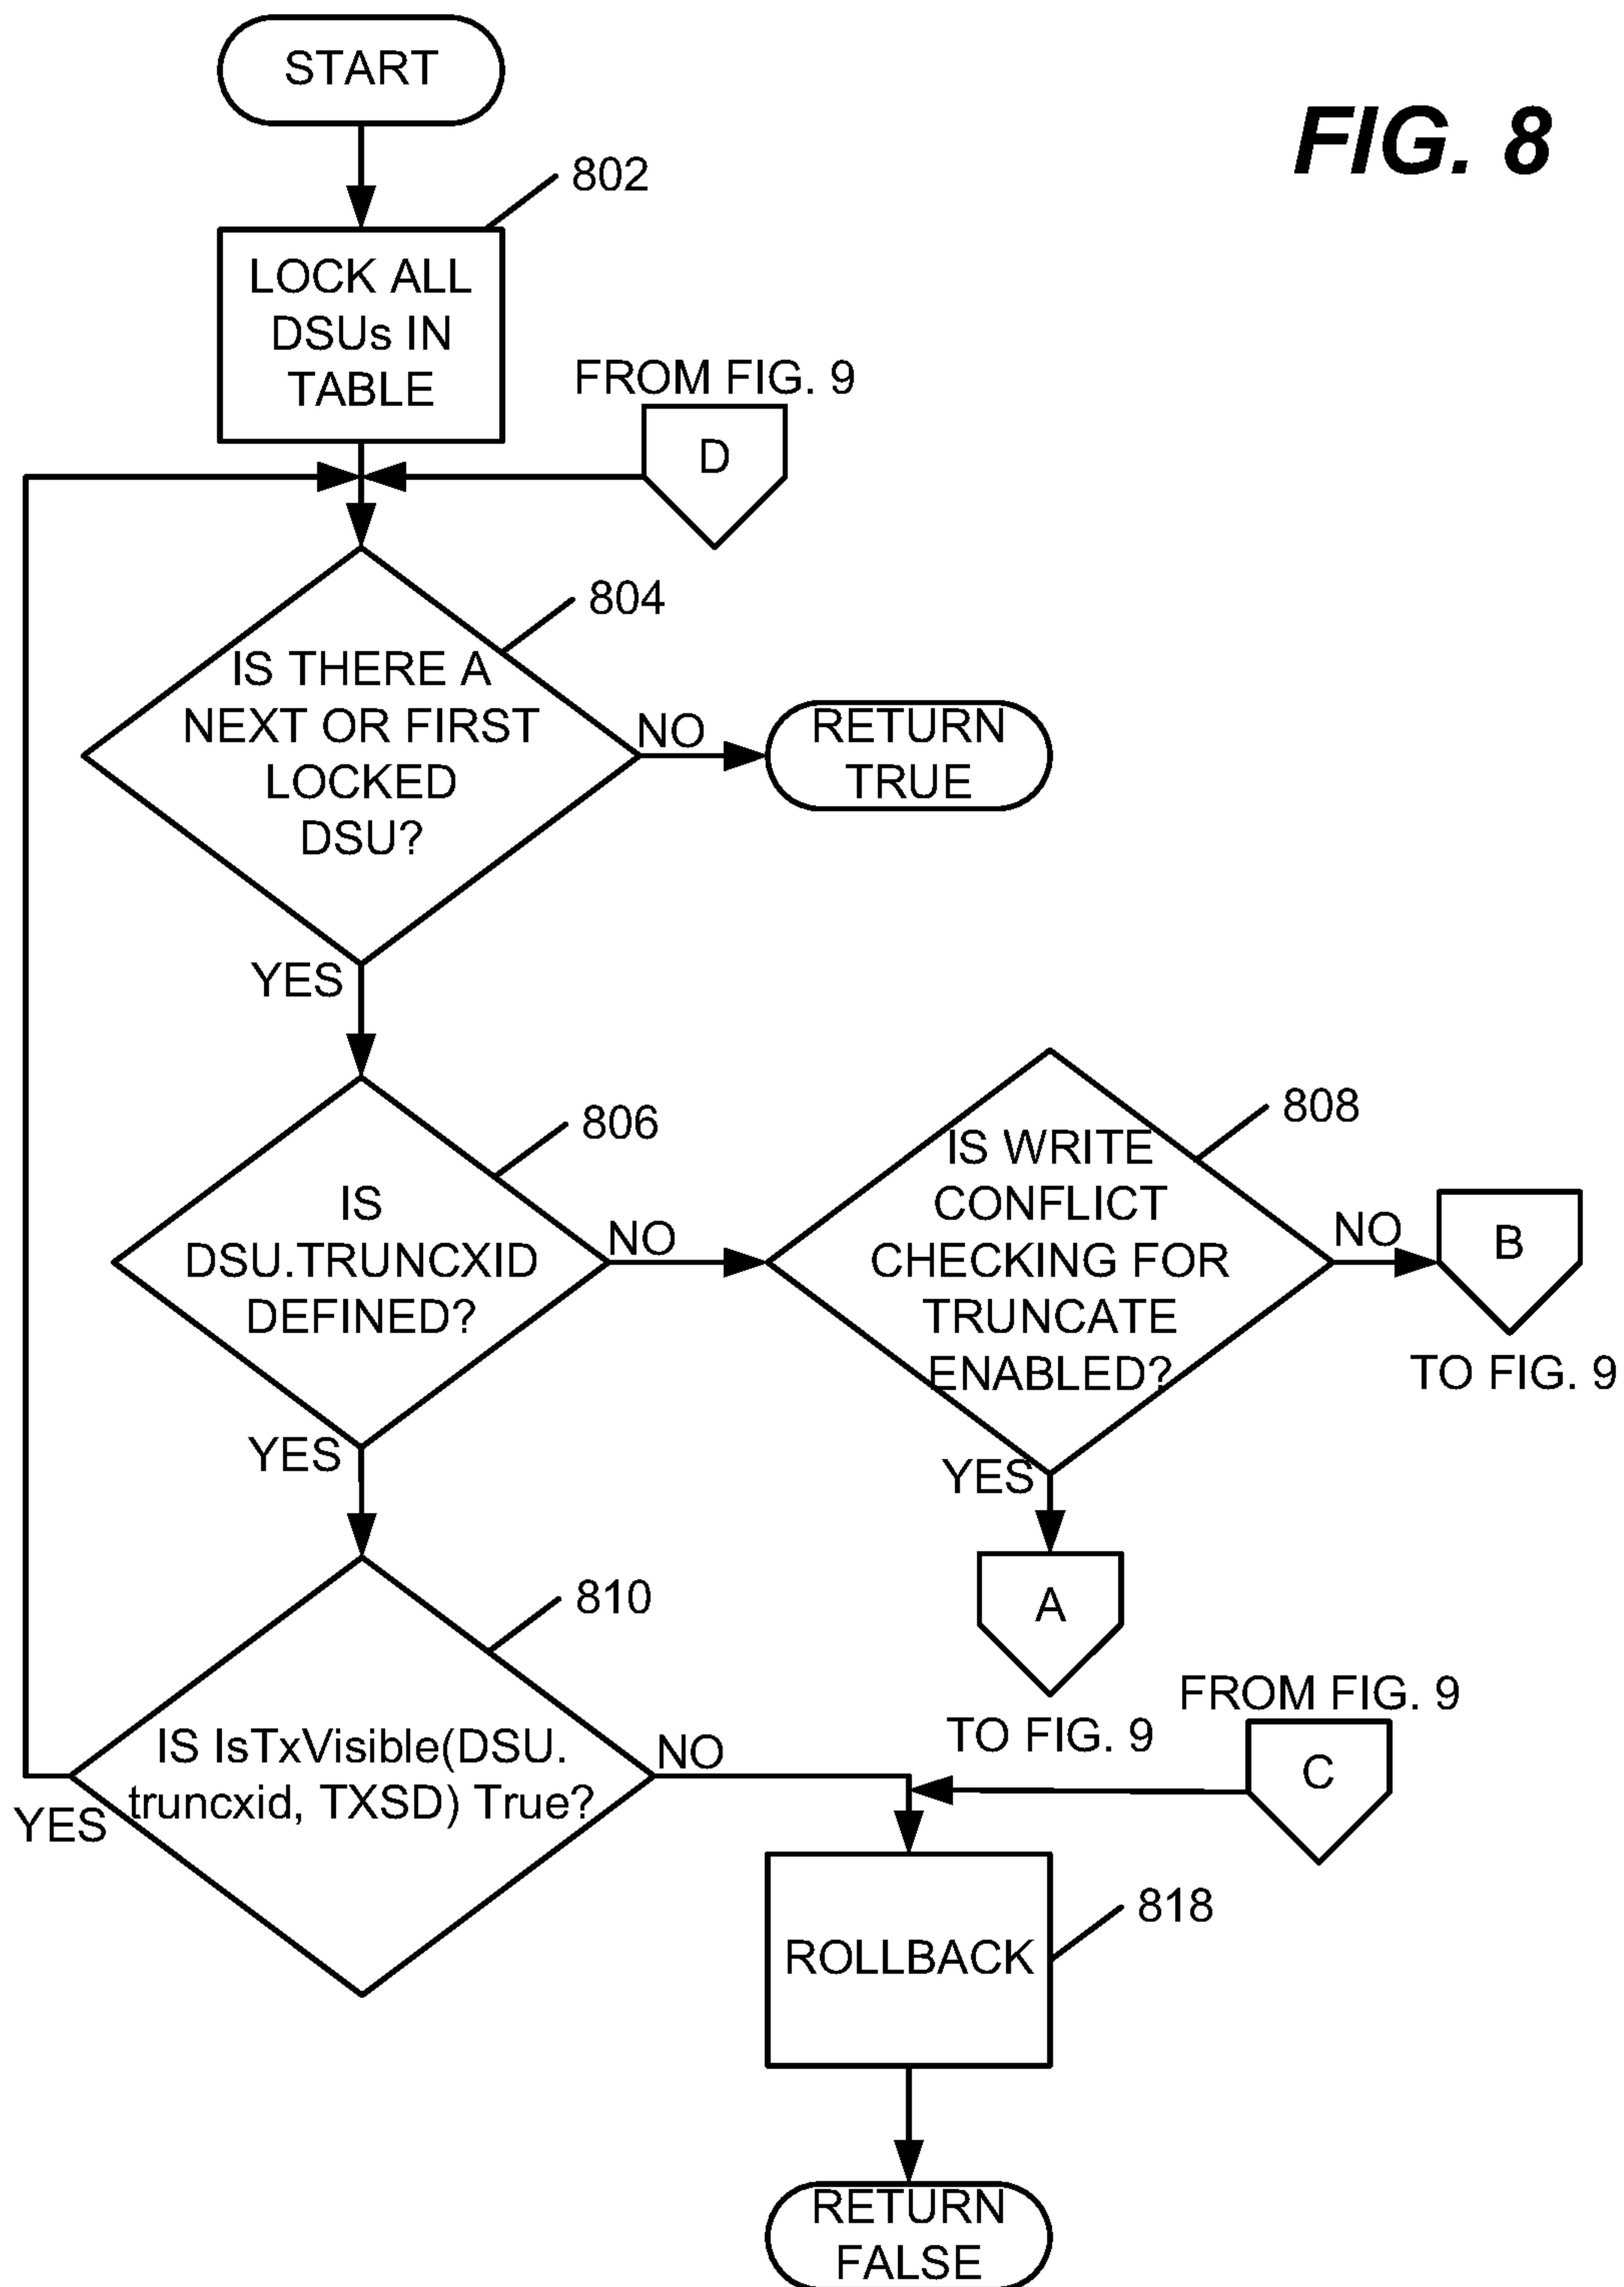 START
FIG. 8
802
LOCK ALL
DSUs IN
TABLE
FROM FIG. 9
D
804
IS THERE A
NEXT OR FIRST
LOCKED
DSU?
NO
RETURN
TRUE
YES
806
IS
DSU.TRUNCXID
DEFINED?
NO
808
IS WRITE
CONFLICT
CHECKING FOR
TRUNCATE
ENABLED?
NO
B
TO FIG. 9
YES
YES
A
TO FIG. 9
810
IS IsTxVisible(DSU.
truncxid, TXSD) True?
NO
YES
FROM FIG. 9
C
818
ROLLBACK
RETURN
FALSE